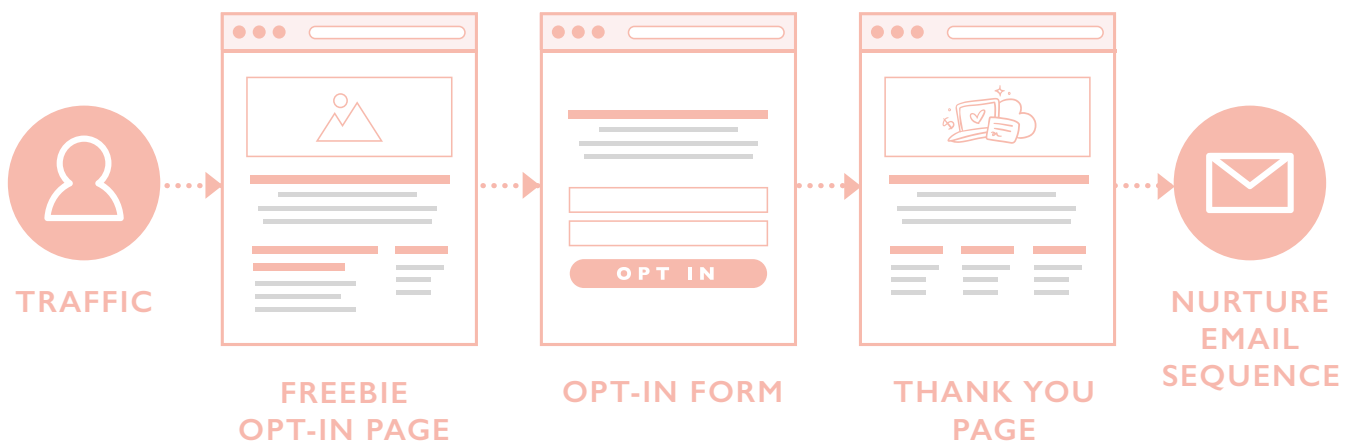 OPT IN
TRAFFIC
FREEBIE
OPT-IN PAGE
OPT-IN FORM
THANK YOU
PAGE
NURTURE
EMAIL
SEQUENCE